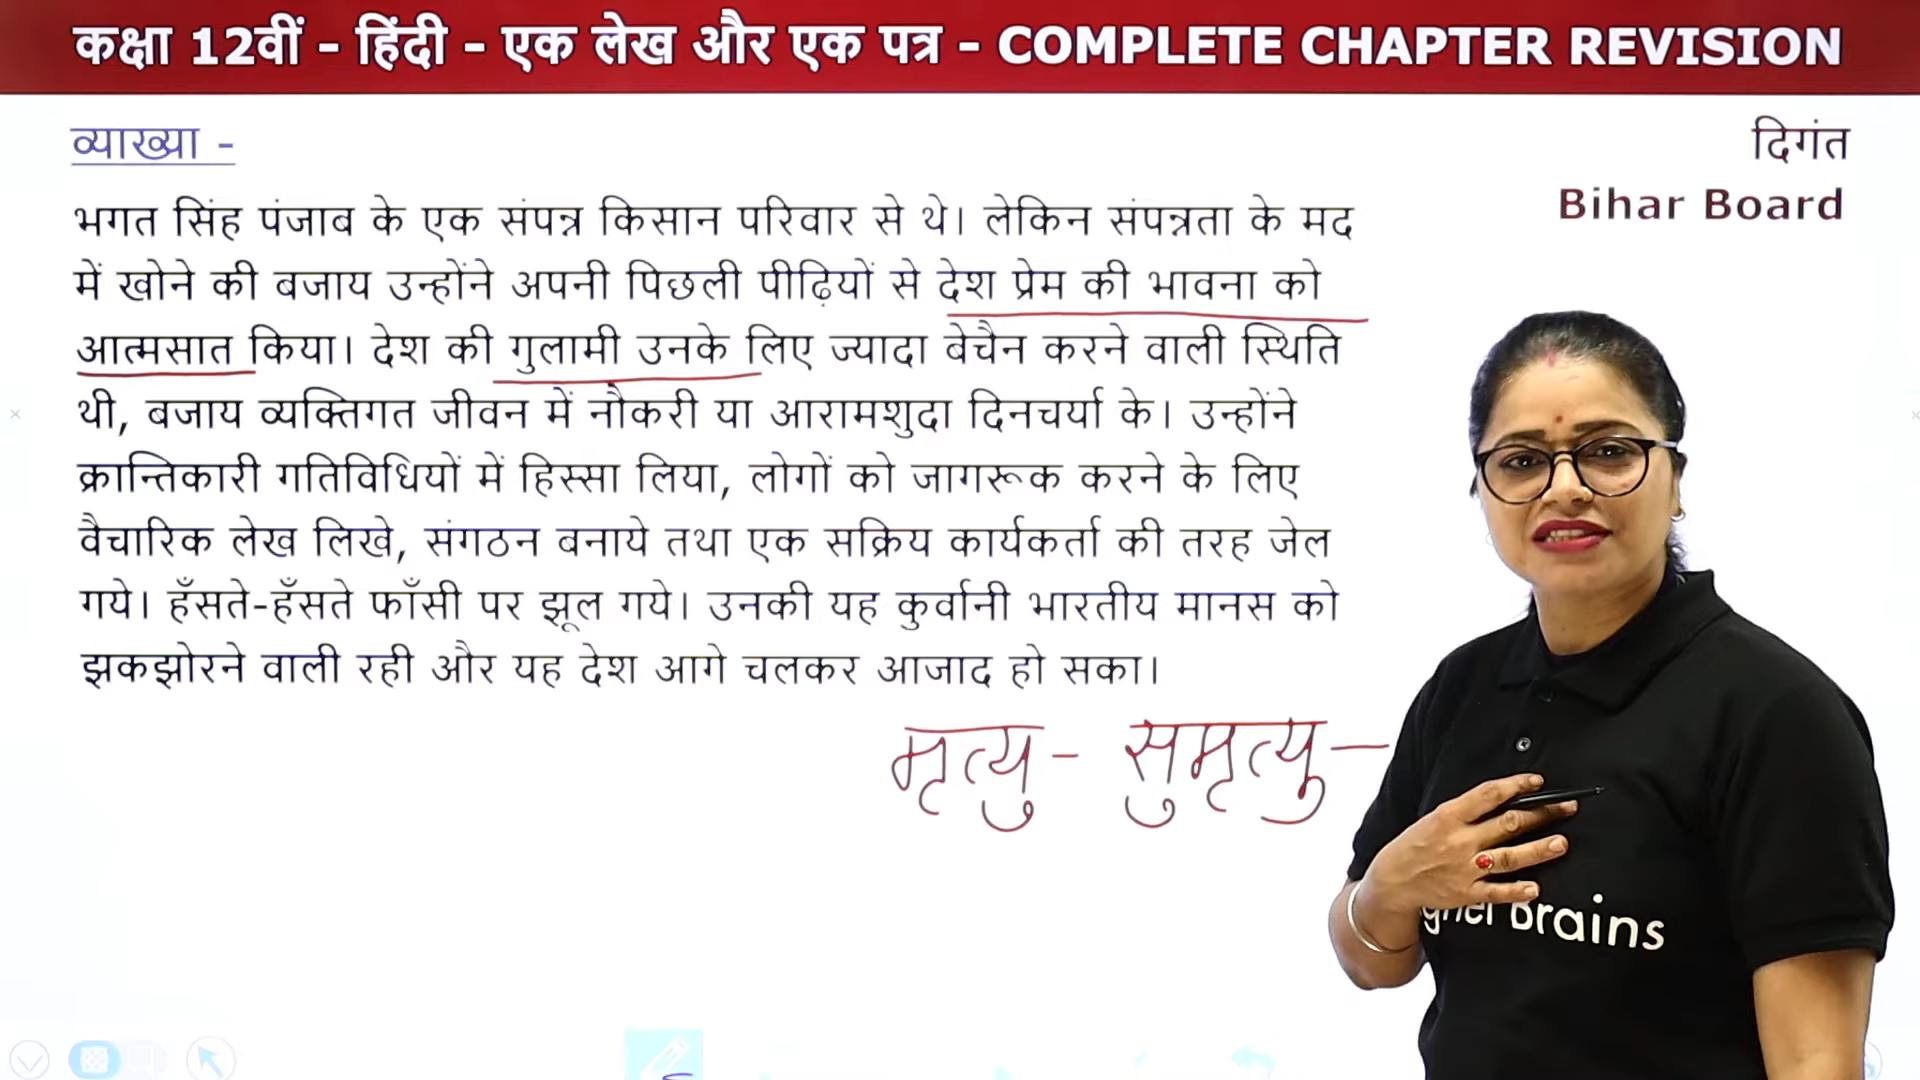 कक्षा 12वीं - हिंदी - एक लेख और एक पत्र - COMPLETE CHAPTER REVISION
व्याख्या -
दिगंत
Bihar Board
भगत सिंह पंजाब के एक संपन्न किसान परिवार से थे। लेकिन संपन्नता के मद
में खोने की बजाय उन्होंने अपनी पिछली पीढ़ियों से देश प्रेम की भावना को
आत्मसात किया। देश की गुलामी उनके लिए ज्यादा बेचैन करने वाली स्थिति
थी, बजाय व्यक्तिगत जीवन में नौकरी या आरामशुदा दिनचर्या के। उन्होंने
क्रान्तिकारी गतिविधियों में हिस्सा लिया, लोगों को जागरूक करने के लिए
वैचारिक लेख लिखे, संगठन बनाये तथा एक सक्रिय कार्यकर्ता की तरह जेल
गये। हँसते-हँसते फाँसी पर झूल गये। उनकी यह कुर्वानी भारतीय मानस को
झकझोरने वाली रही और यह देश आगे चलकर आजाद हो सका।
मृत्यु - सुमृत्यु -
Brains